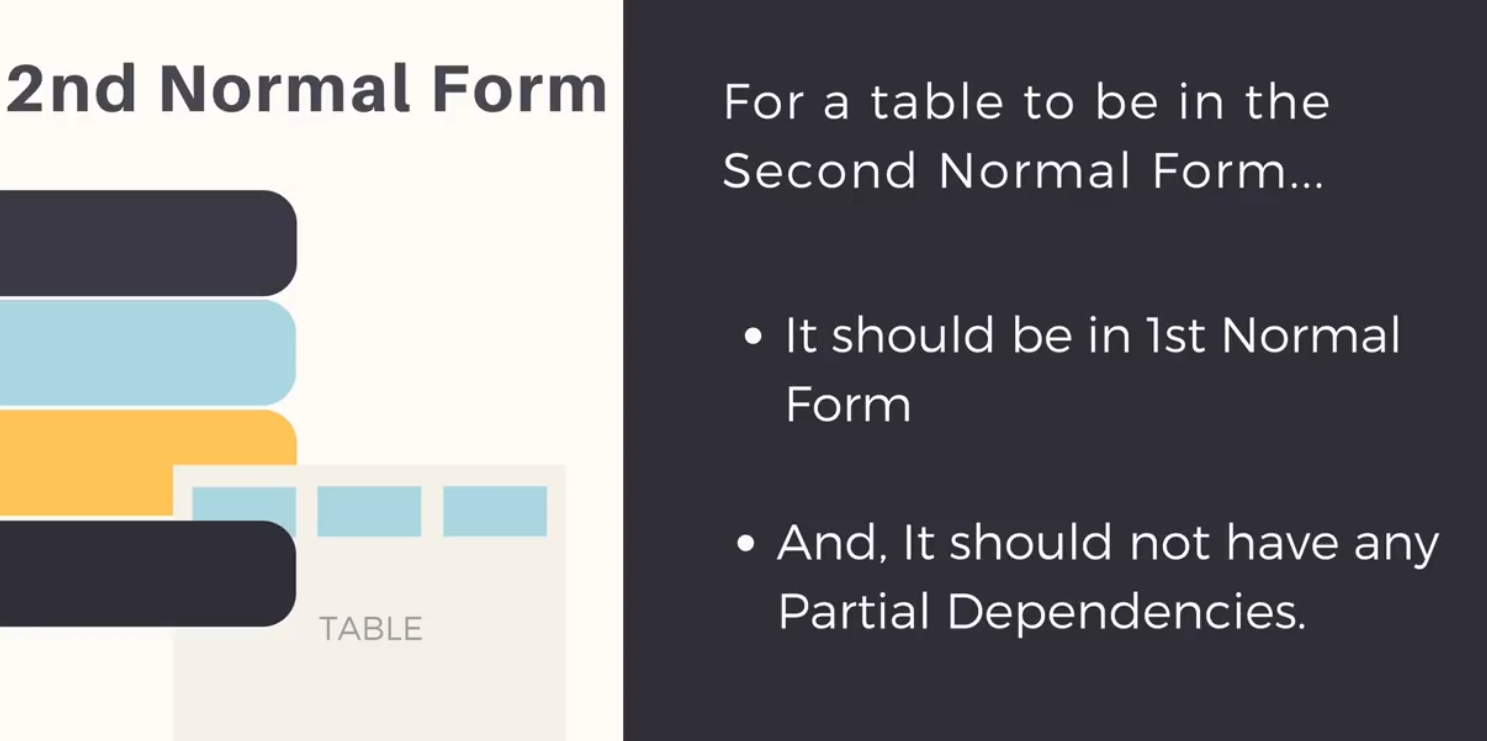 2nd Normal Form
TABLE
For a table to be in the
Second Normal Form...
• It should be in 1st Normal
Form
• And, It should not have any
Partial Dependencies.